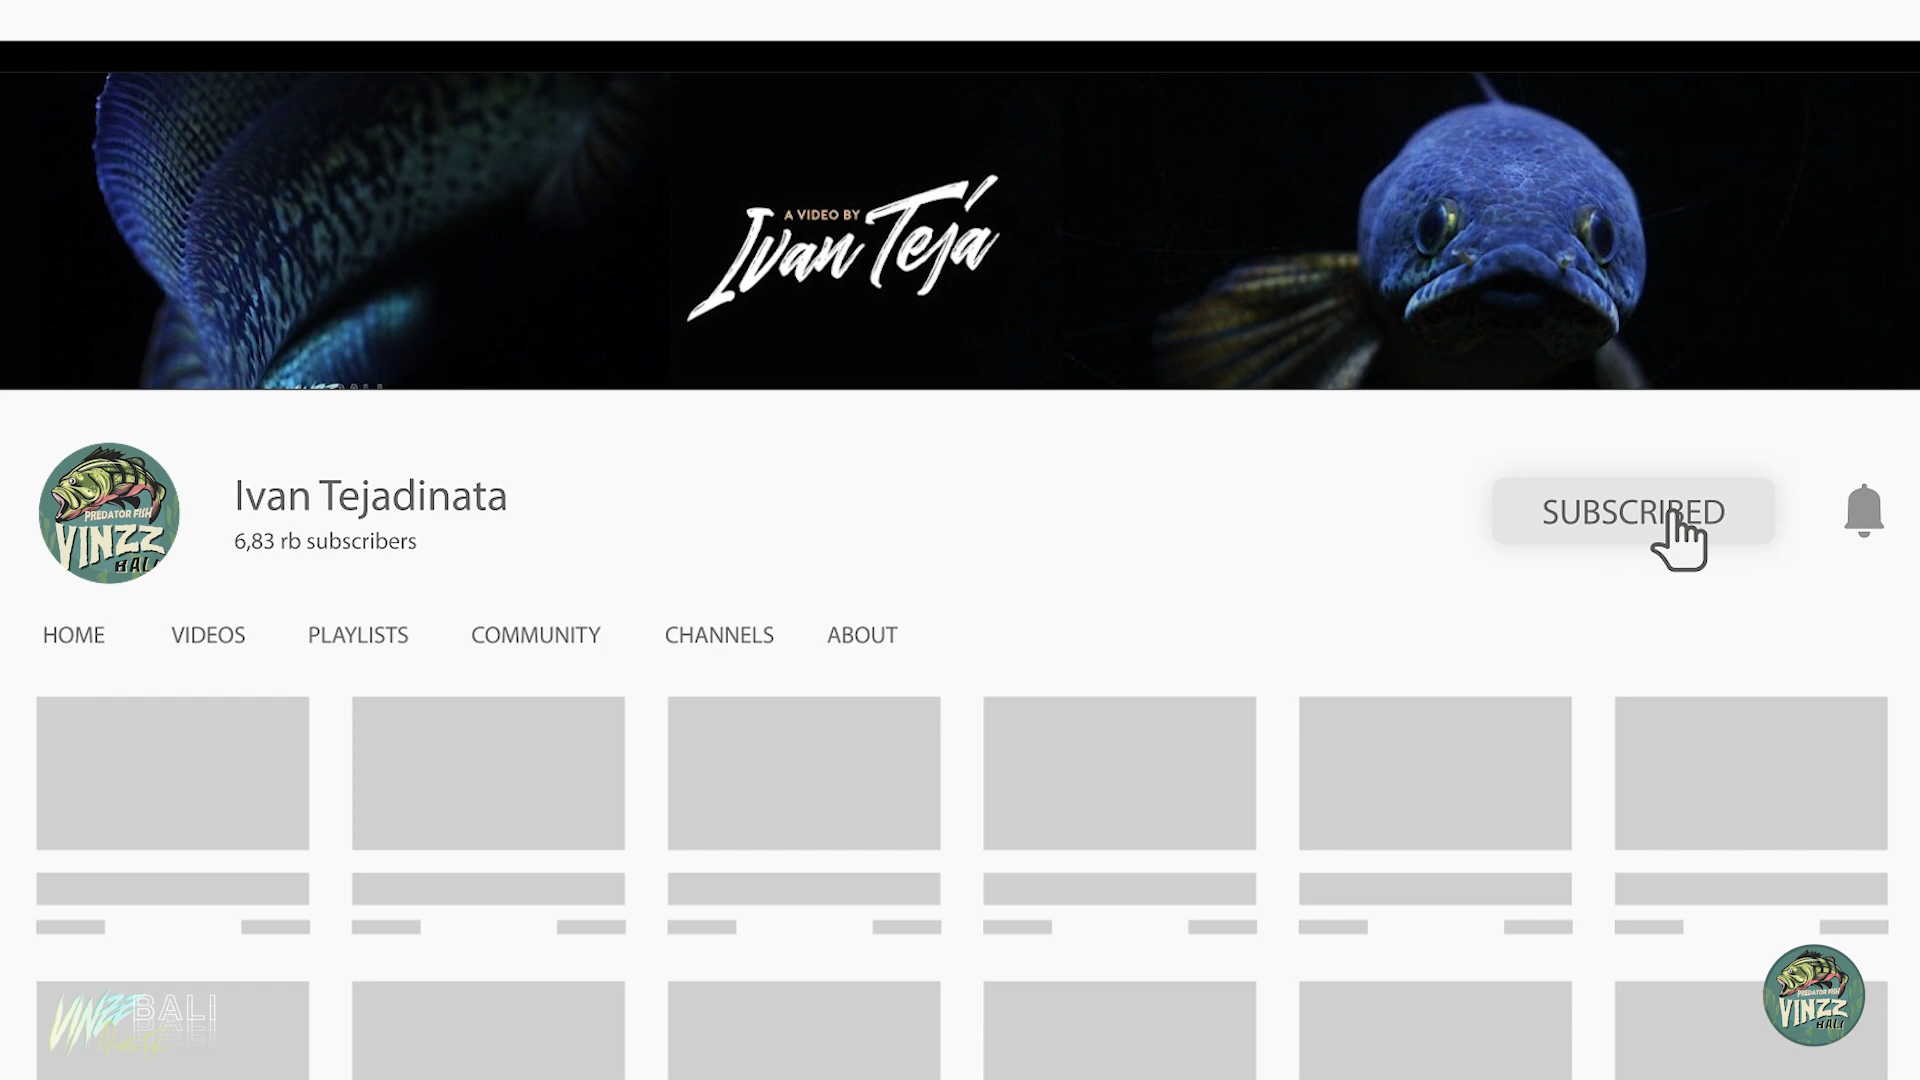 A VIDEO BY
Ivan Teja
PREDATOR FISH
VINZZ
BALI
Ivan Tejadinata
6,83 rb subscribers
SUBSCRIBED
HOME VIDEOS PLAYLISTS COMMUNITY CHANNELS ABOUT
VINZZ BALI
PREDATOR FISH
VINZZ
BALI